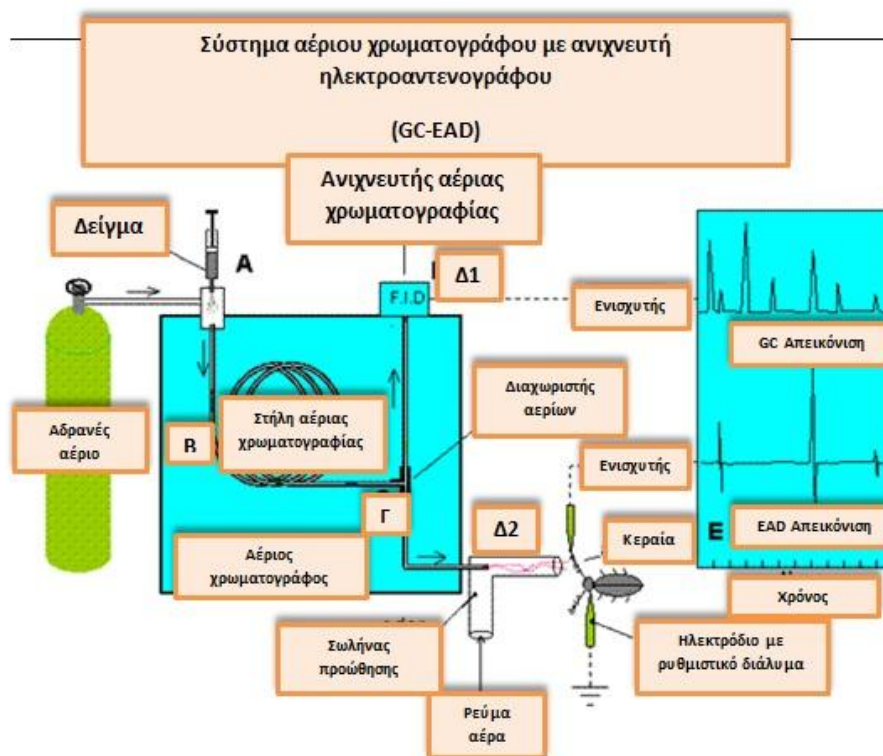 Σύστημα αέριου χρωματογράφου με ανιχνευτή
ηλεκτροαντενογράφου
(GC-EAD)
Ανιχνευτής αέριας
χρωματογραφίας
Δείγμα
A
Δ1
F.I.D
Ενισχυτής
GC Απεικόνιση
Διαχωριστής
αερίων
Στήλη αέριας
χρωματογραφίας
Αδρανές
αέριο
Β
Ενισχυτής
Γ
Δ2
Κεραία
E
EAD Απεικόνιση
Αέριος
χρωματογράφος
Χρόνος
Σωλήνας
προώθησης
Ηλεκτρόδιο με
ρυθμιστικό διάλυμα
Ρεύμα
αέρα